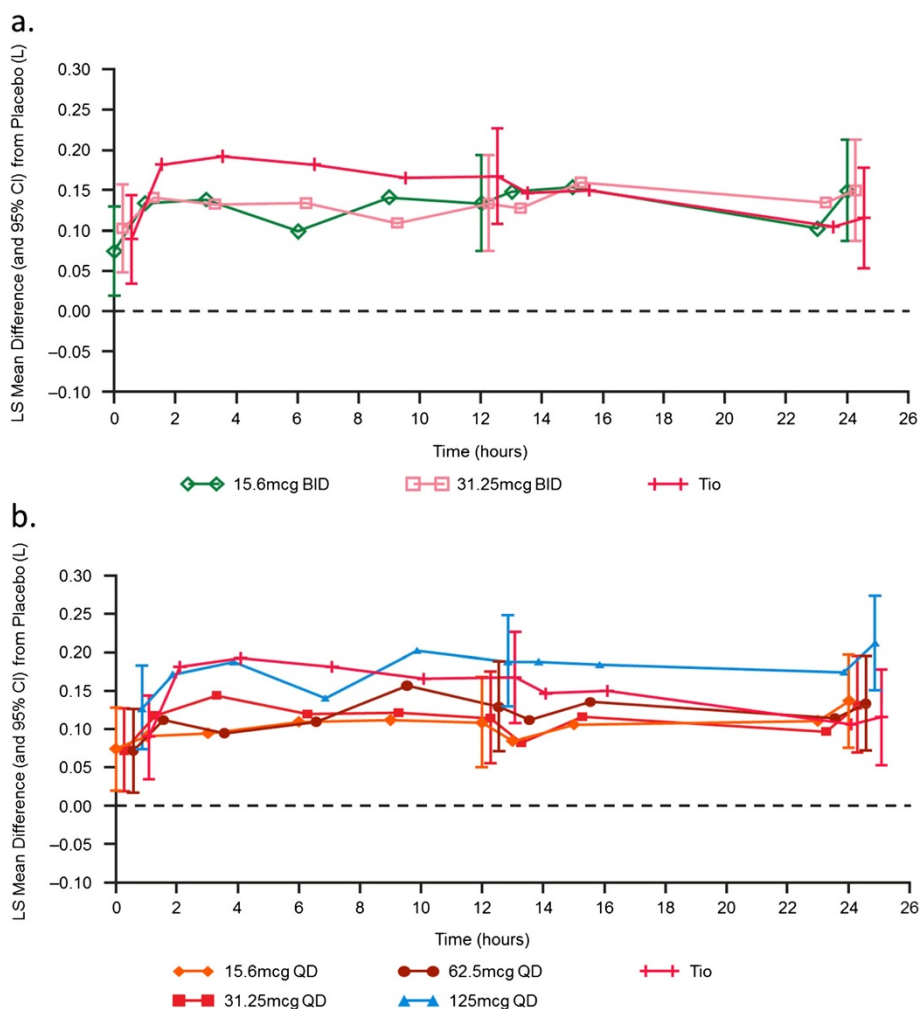 a.
LS Mean Difference (and 95% CI) from Placebo (L)
0.30
0.25
0.20
0.15
0.10
0.05
0.00
–0.05
–0.10
0 2 4 6 8 10 12 14 16 18 20 22 24 26
Time (hours)
15.6mcg BID 31.25mcg BID Tio
b.
LS Mean Difference (and 95% CI) from Placebo (L)
0.30
0.25
0.20
0.15
0.10
0.05
0.00
–0.05
–0.10
0 2 4 6 8 10 12 14 16 18 20 22 24 26
Time (hours)
15.6mcg QD 62.5mcg QD Tio
31.25mcg QD 125mcg QD